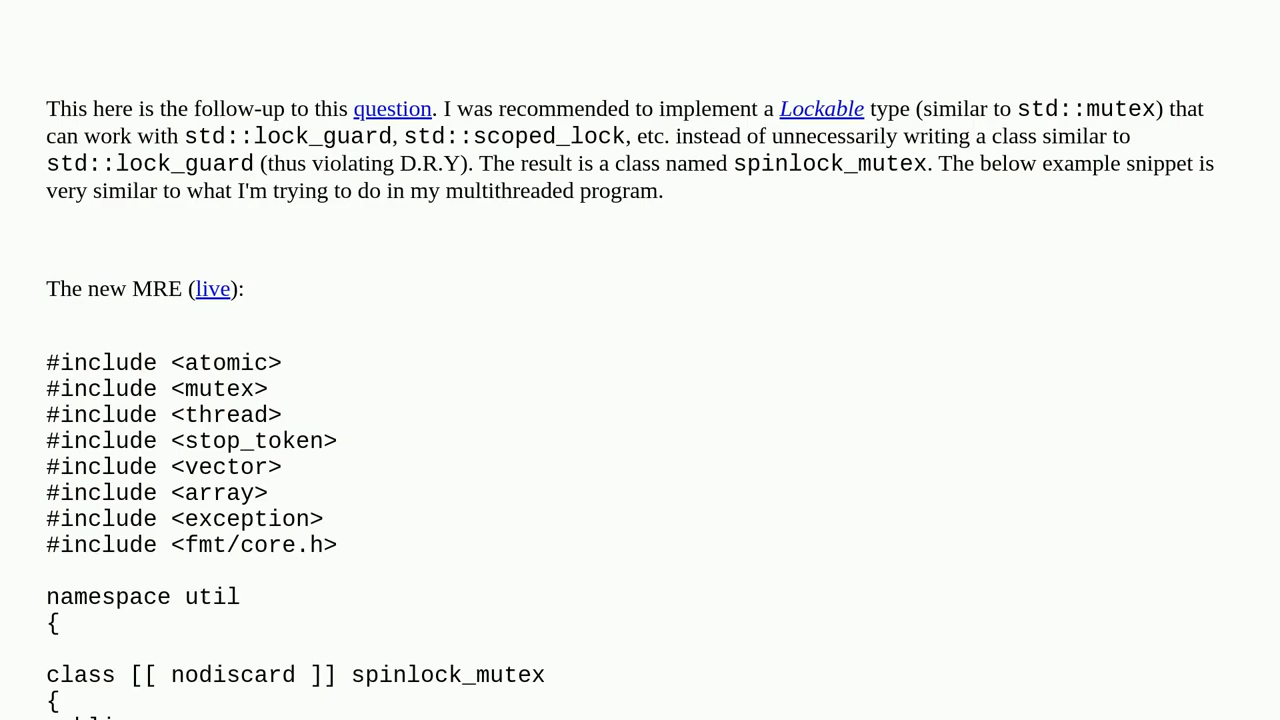 This here is the follow-up to this question. I was recommended to implement a Lockable type (similar to std::mutex) that
can work with std::lock_guard, std::scoped_lock, etc. instead of unnecessarily writing a class similar to
std::lock_guard (thus violating D.R.Y). The result is a class named spinlock_mutex. The below example snippet is
very similar to what I'm trying to do in my multithreaded program.
The new MRE (live):
#include <atomic>
#include <mutex>
#include <thread>
#include <stop_token>
#include <vector>
#include <array>
#include <exception>
#include <fmt/core.h>
namespace util
{
class [[ nodiscard ]] spinlock_mutex
{